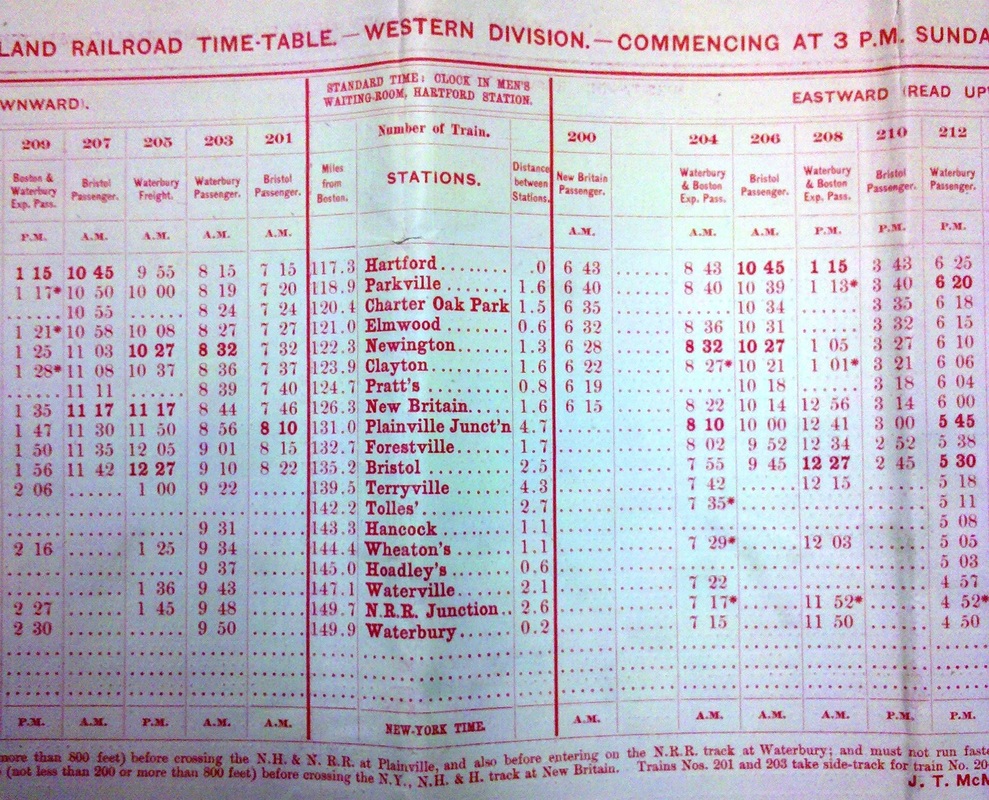 LAND RAILROAD TIME-TABLE.—WESTERN DIVISION.—COMMENCING AT 3 P.M. SUNDA
WNWARD). STANDARD TIME: CLOCK IN MEN'S WAITING-ROOM, HARTFORD STATION. EASTWARD (READ UP
209 207 205 203 201 Number of Train. 200 204 206 208 210 212
Boston & Waterbury Exp. Pass. Bristol Passenger. Waterbury Freight. Waterbury Passenger. Bristol Passenger. Miles from Boston. STATIONS. Distance between Stations. New Britain Passenger. Waterbury & Boston Exp. Pass. Bristol Passenger. Waterbury & Boston Exp. Pass. Bristol Passenger. Waterbury Passenger.
P.M. A.M. A.M. A.M. A.M. A.M. A.M. A.M. P.M. P.M. P.M.
1 15 10 45 9 55 8 15 7 15 117.3 Hartford........ .0 6 43 ...... 8 43 10 45 1 15 3 43 6 25
1 17* 10 50 10 00 8 19 7 20 118.9 Parkville........ 1.6 6 40 ...... 8 40 10 39 1 13* 3 40 6 20
...... 10 55 ...... 8 24 7 24 120.4 Charter Oak Park 1.5 6 35 ...... ...... 10 34 ...... 3 35 6 18
1 21* 10 58 10 08 8 27 7 27 121.0 Elmwood........ 0.6 6 32 ...... 8 36 10 31 ...... 3 32 6 15
1 25 11 03 10 27 8 32 7 32 122.3 Newington...... 1.3 6 28 ...... 8 32 10 27 1 05 3 27 6 10
1 28* 11 08 10 37 8 36 7 37 123.9 Clayton........ 1.6 6 22 ...... 8 27* 10 21 1 01* 3 21 6 06
...... 11 11 ...... 8 39 7 40 124.7 Pratt's ........ 0.8 6 19 ...... ...... 10 18 ...... 3 18 6 04
1 35 11 17 11 17 8 44 7 46 126.3 New Britain..... 1.6 6 15 ...... 8 22 10 14 12 56 3 14 6 00
1 47 11 30 11 50 8 56 8 10 131.0 Plainville Junct'n 4.7 ...... ...... 8 10 10 00 12 41 3 00 5 45
1 50 11 35 12 05 9 01 8 15 132.7 Forestville...... 1.7 ...... ...... 8 02 9 52 12 34 2 52 5 38
1 56 11 42 12 27 9 10 8 22 135.2 Bristol ........ 2.5 ...... ...... 7 55 9 45 12 27 2 45 5 30
2 06 ...... 1 00 9 22 ...... 139.5 Terryville ...... 4.3 ...... ...... 7 42 ...... 12 15 ...... 5 18
...... ...... ...... ...... ...... 142.2 Tolles' ........ 2.7 ...... ...... 7 35* ...... ...... ...... 5 11
...... ...... ...... 9 31 ...... 143.3 Hancock ...... 1.1 ...... ...... ...... ...... ...... ...... 5 08
2 16 ...... 1 25 9 34 ...... 144.4 Wheaton's ...... 1.1 ...... ...... 7 29* ...... 12 03 ...... 5 05
...... ...... ...... 9 37 ...... 145.0 Hoadley's ...... 0.6 ...... ...... ...... ...... ...... ...... 5 03
...... ...... 1 36 9 43 ...... 147.1 Waterville ...... 2.1 ...... ...... 7 22 ...... ...... ...... 4 57
2 27 ...... 1 45 9 48 ...... 149.7 N.R.R. Junction.. 2.6 ...... ...... 7 17* ...... 11 52* ...... 4 52*
2 30 ...... ...... 9 50 ...... 149.9 Waterbury...... 0.2 ...... ...... 7 15 ...... 11 50 ...... 4 50
P.M. A.M. P.M. A.M. A.M. NEW-YORK TIME. A.M. A.M. A.M. A.M. P.M. P.M.
more than 800 feet) before crossing the N.H. & N. RR. at Plainville, and also before entering on the N.R.R. track at Waterbury; and must not run faste
(not less than 200 or more than 800 feet) before crossing the N.Y., N.H. & H. track at New Britain. Trains Nos. 201 and 203 take side-track for train No. 20
J. T. McM